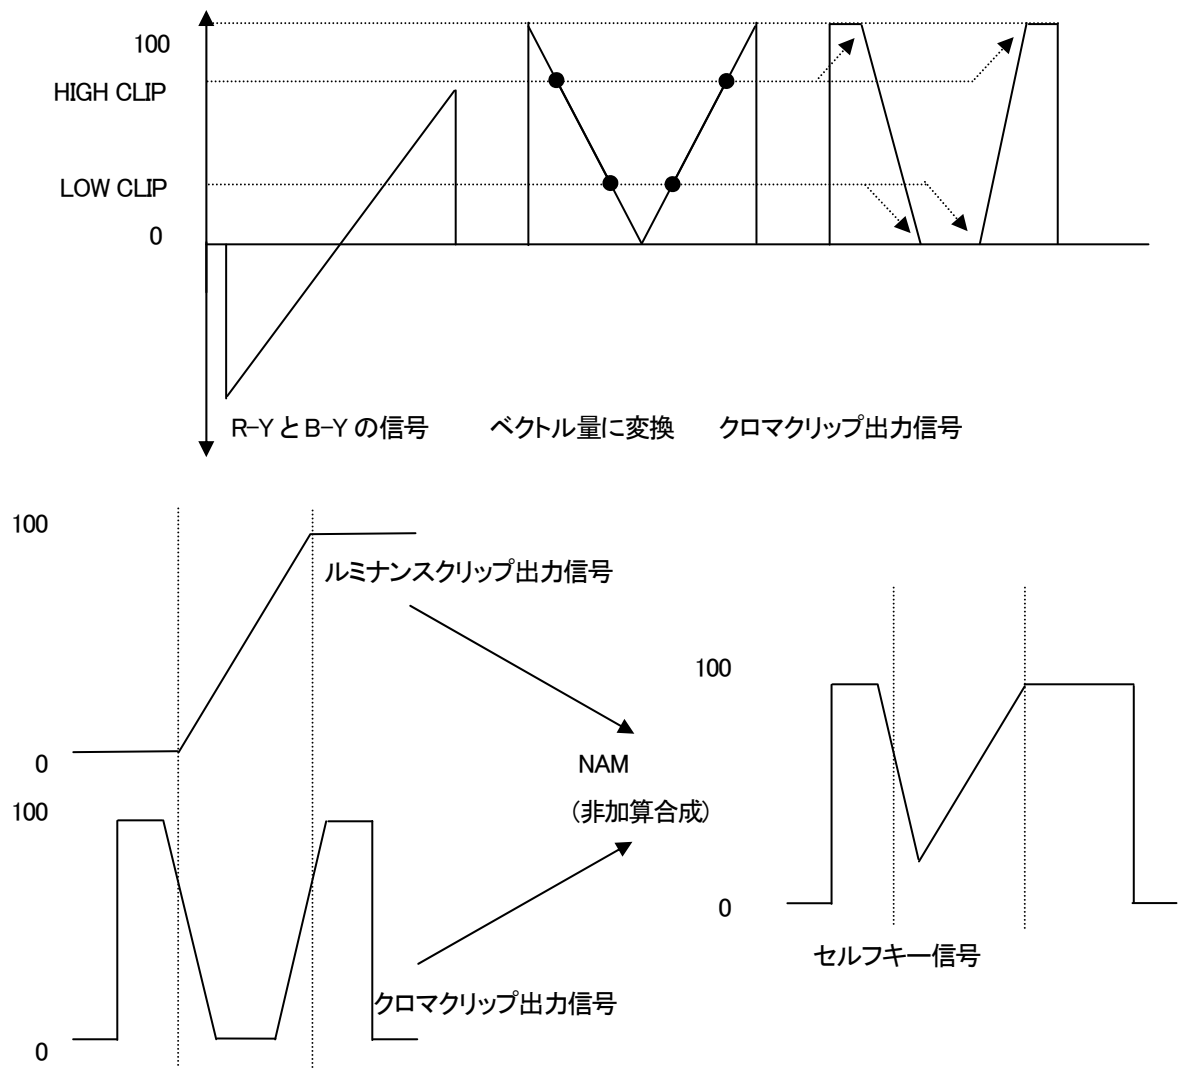 100
HIGH CLIP
LOW CLIP
0
R-Y と B-Y の信号
ベクトル量に変換
クロマクリップ出力信号
100
ルミナンスクリップ出力信号
0
100
NAM
(非加算合成)
100
0
セルフキー信号
クロマクリップ出力信号
0